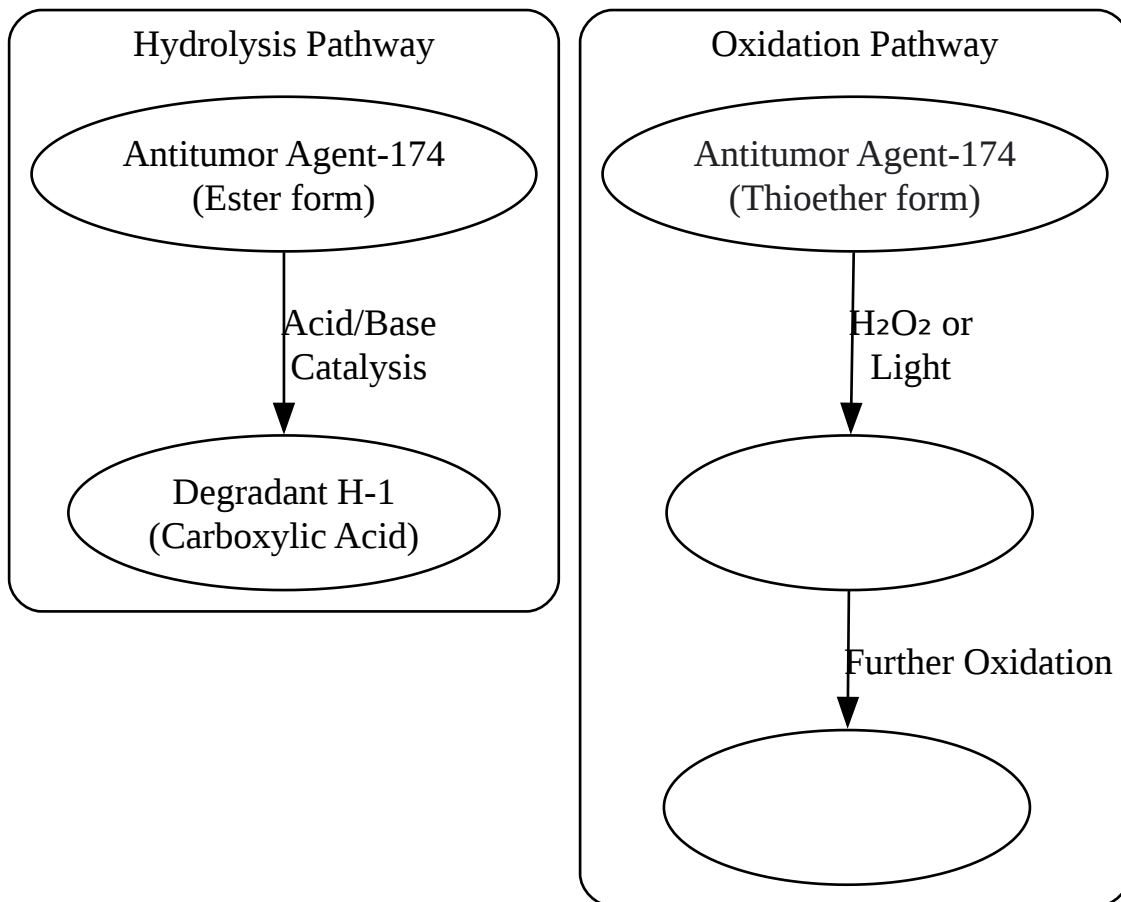 Hydrolysis Pathway
Antitumor Agent-174
(Ester form)
Acid/Base
Catalysis
Degradant H-1
(Carboxylic Acid)
Oxidation Pathway
Antitumor Agent-174
(Thioether form)
H₂O₂ or
Light
Further Oxidation